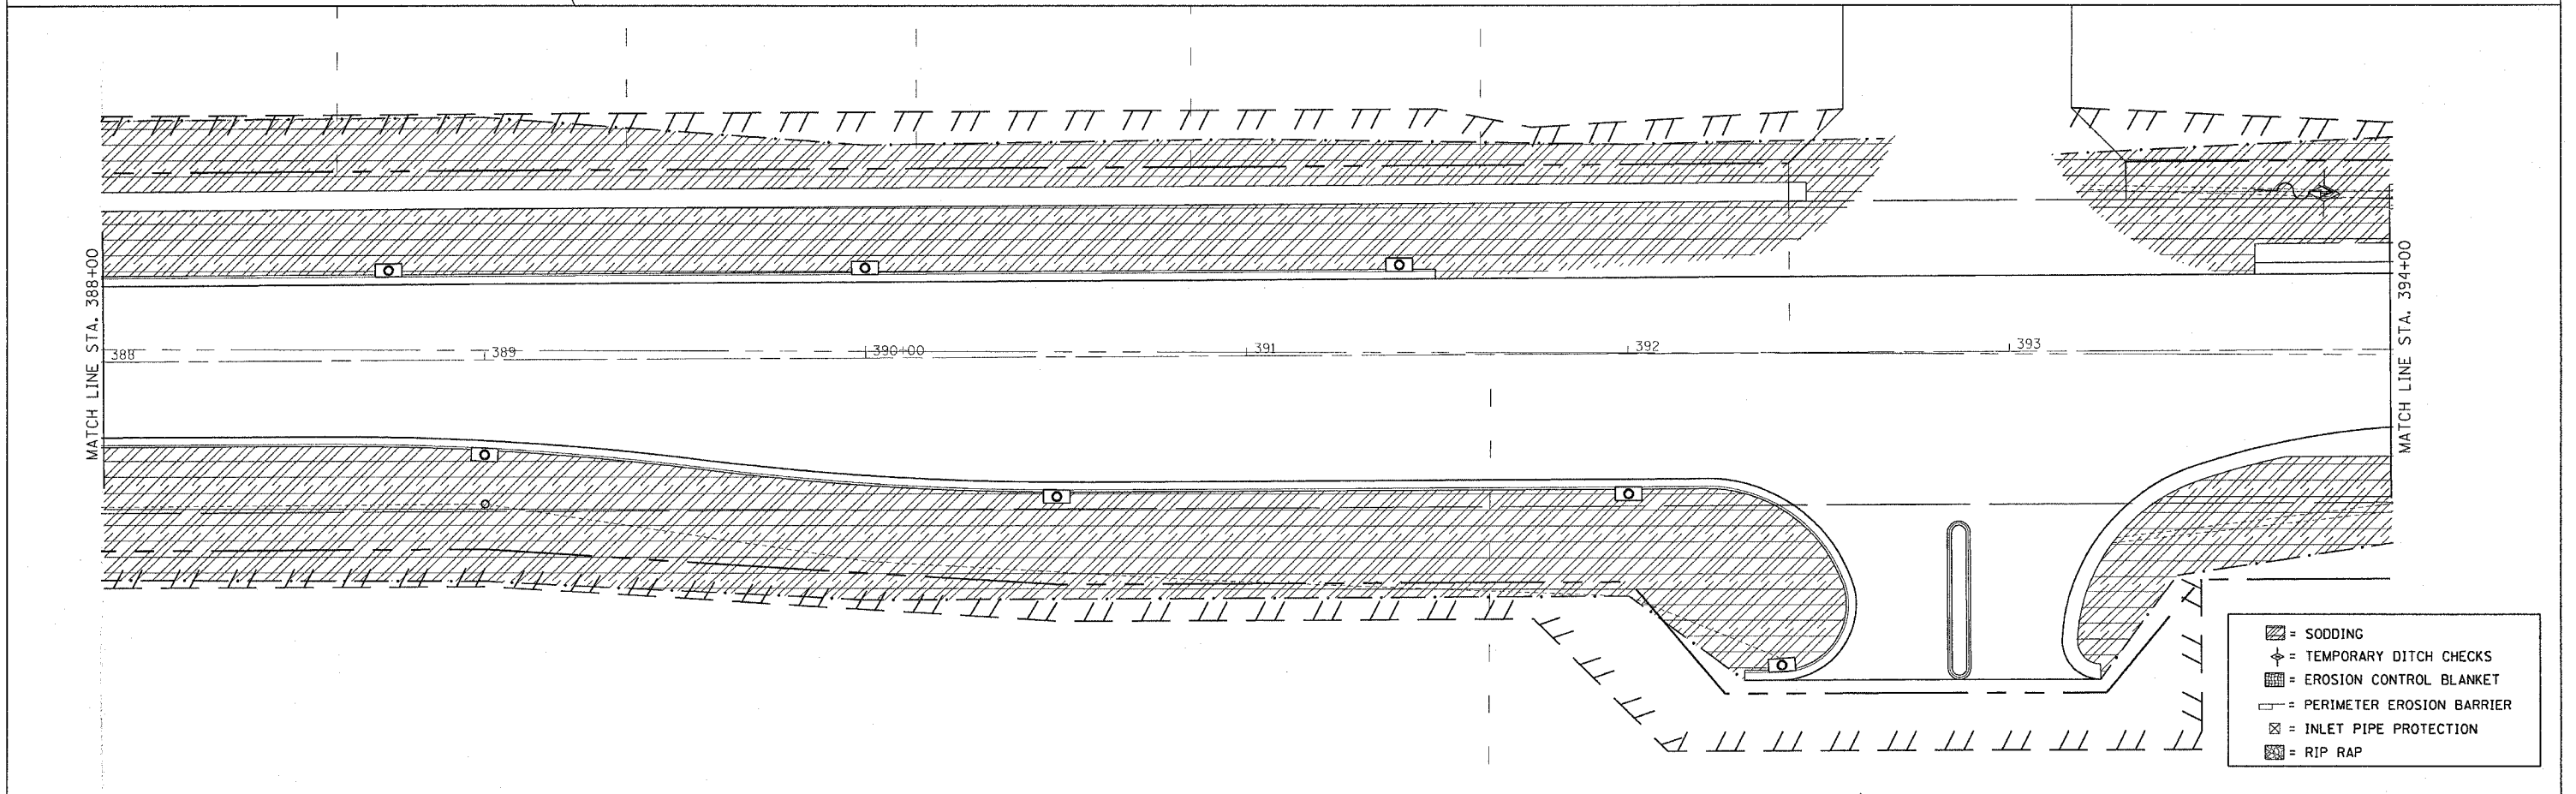 MATCH LINE STA. 388+00
388
389
390+00
391
392
393
MATCH LINE STA. 394+00
= SODDING
= TEMPORARY DITCH CHECKS
= EROSION CONTROL BLANKET
= PERIMETER EROSION BARRIER
= INLET PIPE PROTECTION
= RIP RAP